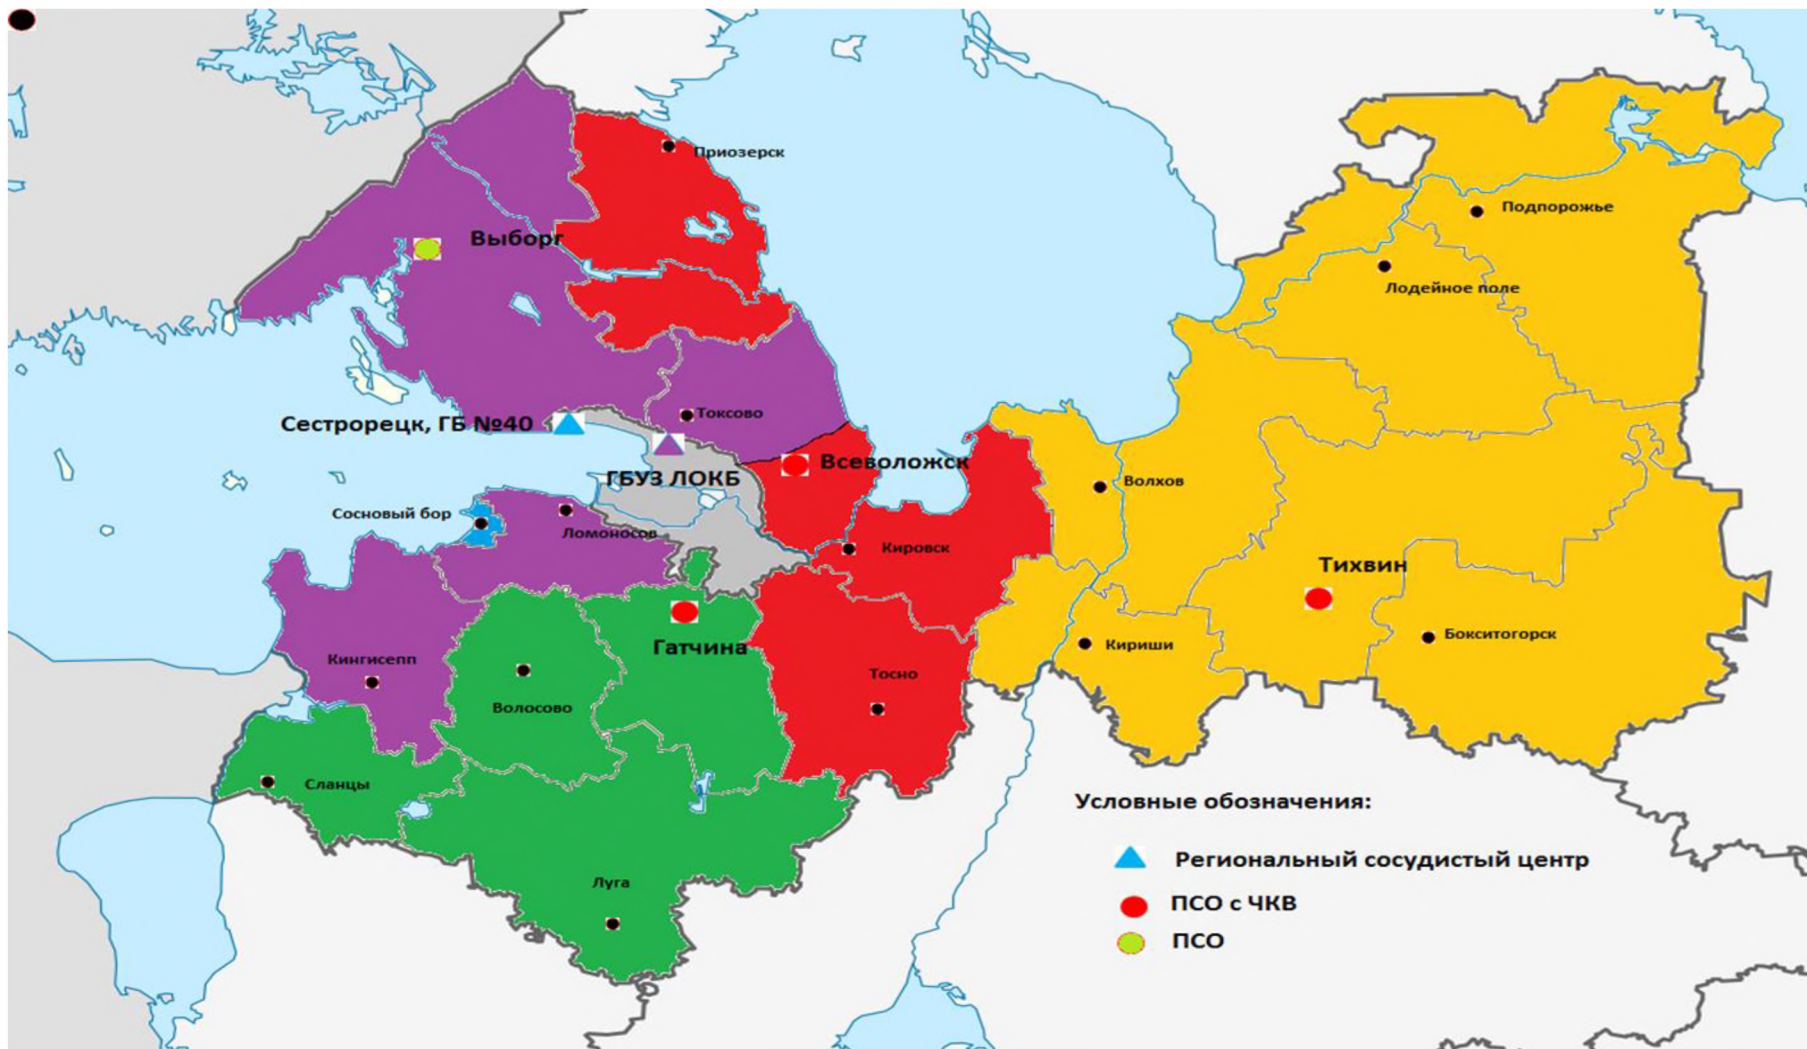 Приозерск
Подпорожье
Выборг
Лодейное поле
Токсово
Сестрорецк, ГБ №40
Всеволожск
ГБУЗ ЛОКБ
Волхов
Сосновый бор
Ломоносов
Кировск
Тихвин
Бокситогорск
Гатчина
Кириши
Кингисепп
Тосно
Волосово
Сланцы
Луга
Условные обозначения:
Региональный сосудистый центр
ПСО с ЧКВ
ПСО